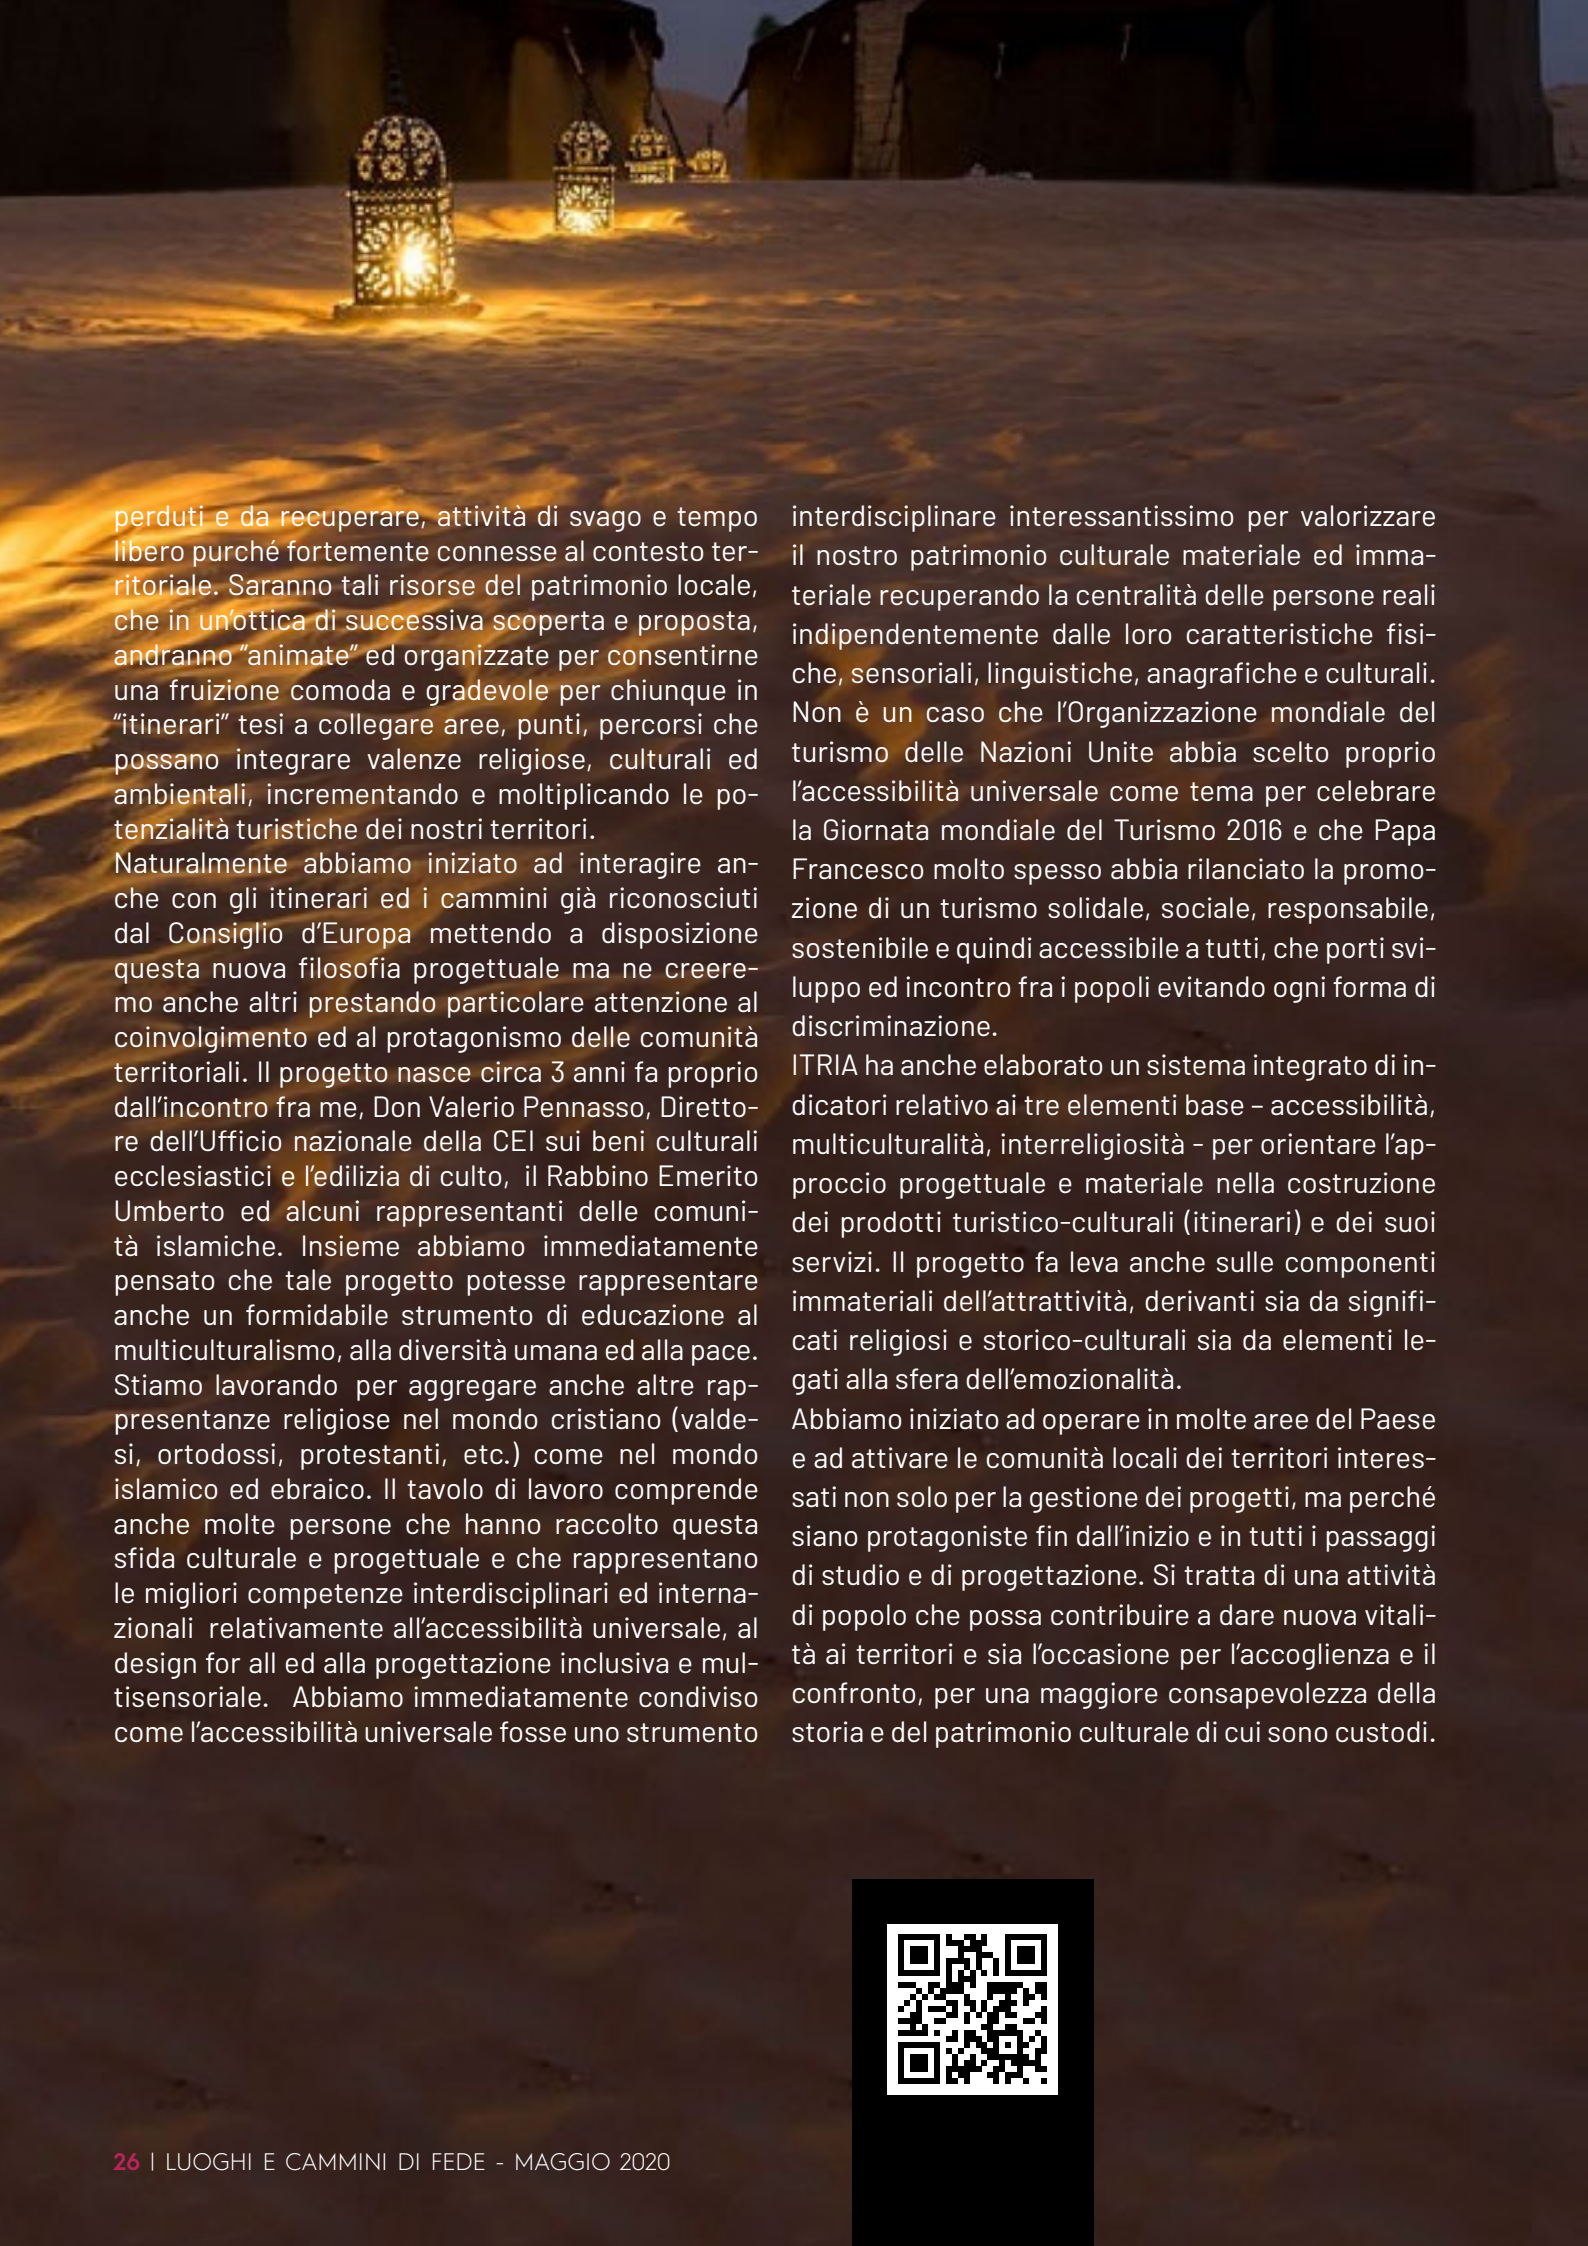 perduti e da recuperare, attività di svago e tempo
libero purché fortemente connesse al contesto ter-
ritoriale. Saranno tali risorse del patrimonio locale,
che in un’ottica di successiva scoperta e proposta,
andranno “animate” ed organizzate per consentirne
una fruizione comoda e gradevole per chiunque in
“itinerari” tesi a collegare aree, punti, percorsi che
possano integrare valenze religiose, culturali ed
ambientali, incrementando e moltiplicando le po-
tenzialità turistiche dei nostri territori.
Naturalmente abbiamo iniziato ad interagire an-
che con gli itinerari ed i cammini già riconosciuti
dal Consiglio d’Europa mettendo a disposizione
questa nuova filosofia progettuale ma ne creere-
mo anche altri prestando particolare attenzione al
coinvolgimento ed al protagonismo delle comunità
territoriali. Il progetto nasce circa 3 anni fa proprio
dall’incontro fra me, Don Valerio Pennasso, Diretto-
re dell’Ufficio nazionale della CEI sui beni culturali
ecclesiastici e l’edilizia di culto, il Rabbino Emerito
Umberto ed alcuni rappresentanti delle comuni-
tà islamiche. Insieme abbiamo immediatamente
pensato che tale progetto potesse rappresentare
anche un formidabile strumento di educazione al
multiculturalismo, alla diversità umana ed alla pace.
Stiamo lavorando per aggregare anche altre rap-
presentanze religiose nel mondo cristiano (valde-
si, ortodossi, protestanti, etc.) come nel mondo
islamico ed ebraico. Il tavolo di lavoro comprende
anche molte persone che hanno raccolto questa
sfida culturale e progettuale e che rappresentano
le migliori competenze interdisciplinari ed interna-
zionali relativamente all’accessibilità universale, al
design for all ed alla progettazione inclusiva e mul-
tisensoriale. Abbiamo immediatamente condiviso
come l’accessibilità universale fosse uno strumento
interdisciplinare interessantissimo per valorizzare
il nostro patrimonio culturale materiale ed imma-
teriale recuperando la centralità delle persone reali
indipendentemente dalle loro caratteristiche fisi-
che, sensoriali, linguistiche, anagrafiche e culturali.
Non è un caso che l’Organizzazione mondiale del
turismo delle Nazioni Unite abbia scelto proprio
l’accessibilità universale come tema per celebrare
la Giornata mondiale del Turismo 2016 e che Papa
Francesco molto spesso abbia rilanciato la promo-
zione di un turismo solidale, sociale, responsabile,
sostenibile e quindi accessibile a tutti, che porti svi-
luppo ed incontro fra i popoli evitando ogni forma di
discriminazione.
ITRIA ha anche elaborato un sistema integrato di in-
dicatori relativo ai tre elementi base – accessibilità,
multiculturalità, interreligiosità - per orientare l’ap-
proccio progettuale e materiale nella costruzione
dei prodotti turistico-culturali (itinerari) e dei suoi
servizi. Il progetto fa leva anche sulle componenti
immateriali dell’attrattività, derivanti sia da signifi-
cati religiosi e storico-culturali sia da elementi le-
gati alla sfera dell’emozionalità.
Abbiamo iniziato ad operare in molte aree del Paese
e ad attivare le comunità locali dei territori interes-
sati non solo per la gestione dei progetti, ma perché
siano protagoniste fin dall’inizio e in tutti i passaggi
di studio e di progettazione. Si tratta di una attività
di popolo che possa contribuire a dare nuova vitali-
tà ai territori e sia l’occasione per l’accoglienza e il
confronto, per una maggiore consapevolezza della
storia e del patrimonio culturale di cui sono custodi.
26 | LUOGHI E CAMMINI DI FEDE - MAGGIO 2020